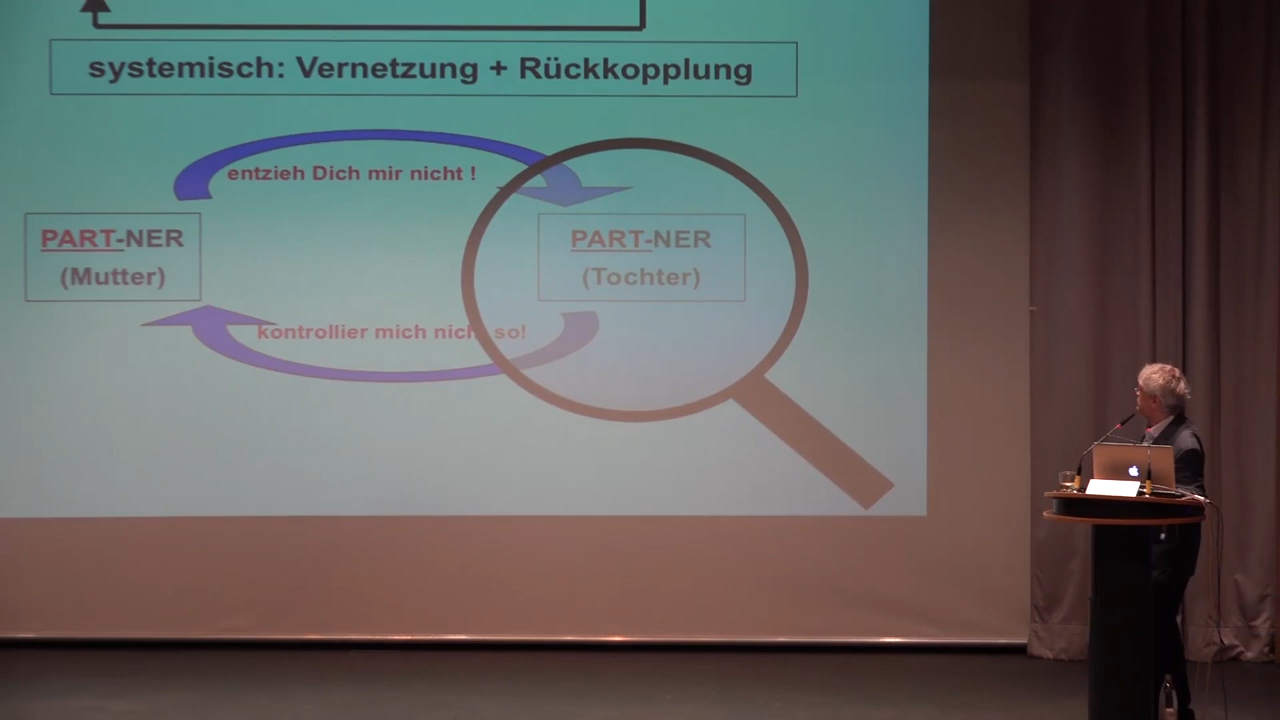 systemisch: Vernetzung + Rückkopplung
entzieh Dich mir nicht !
PART-NER
(Mutter)
PART-NER
(Tochter)
kontrollier mich nicht so!